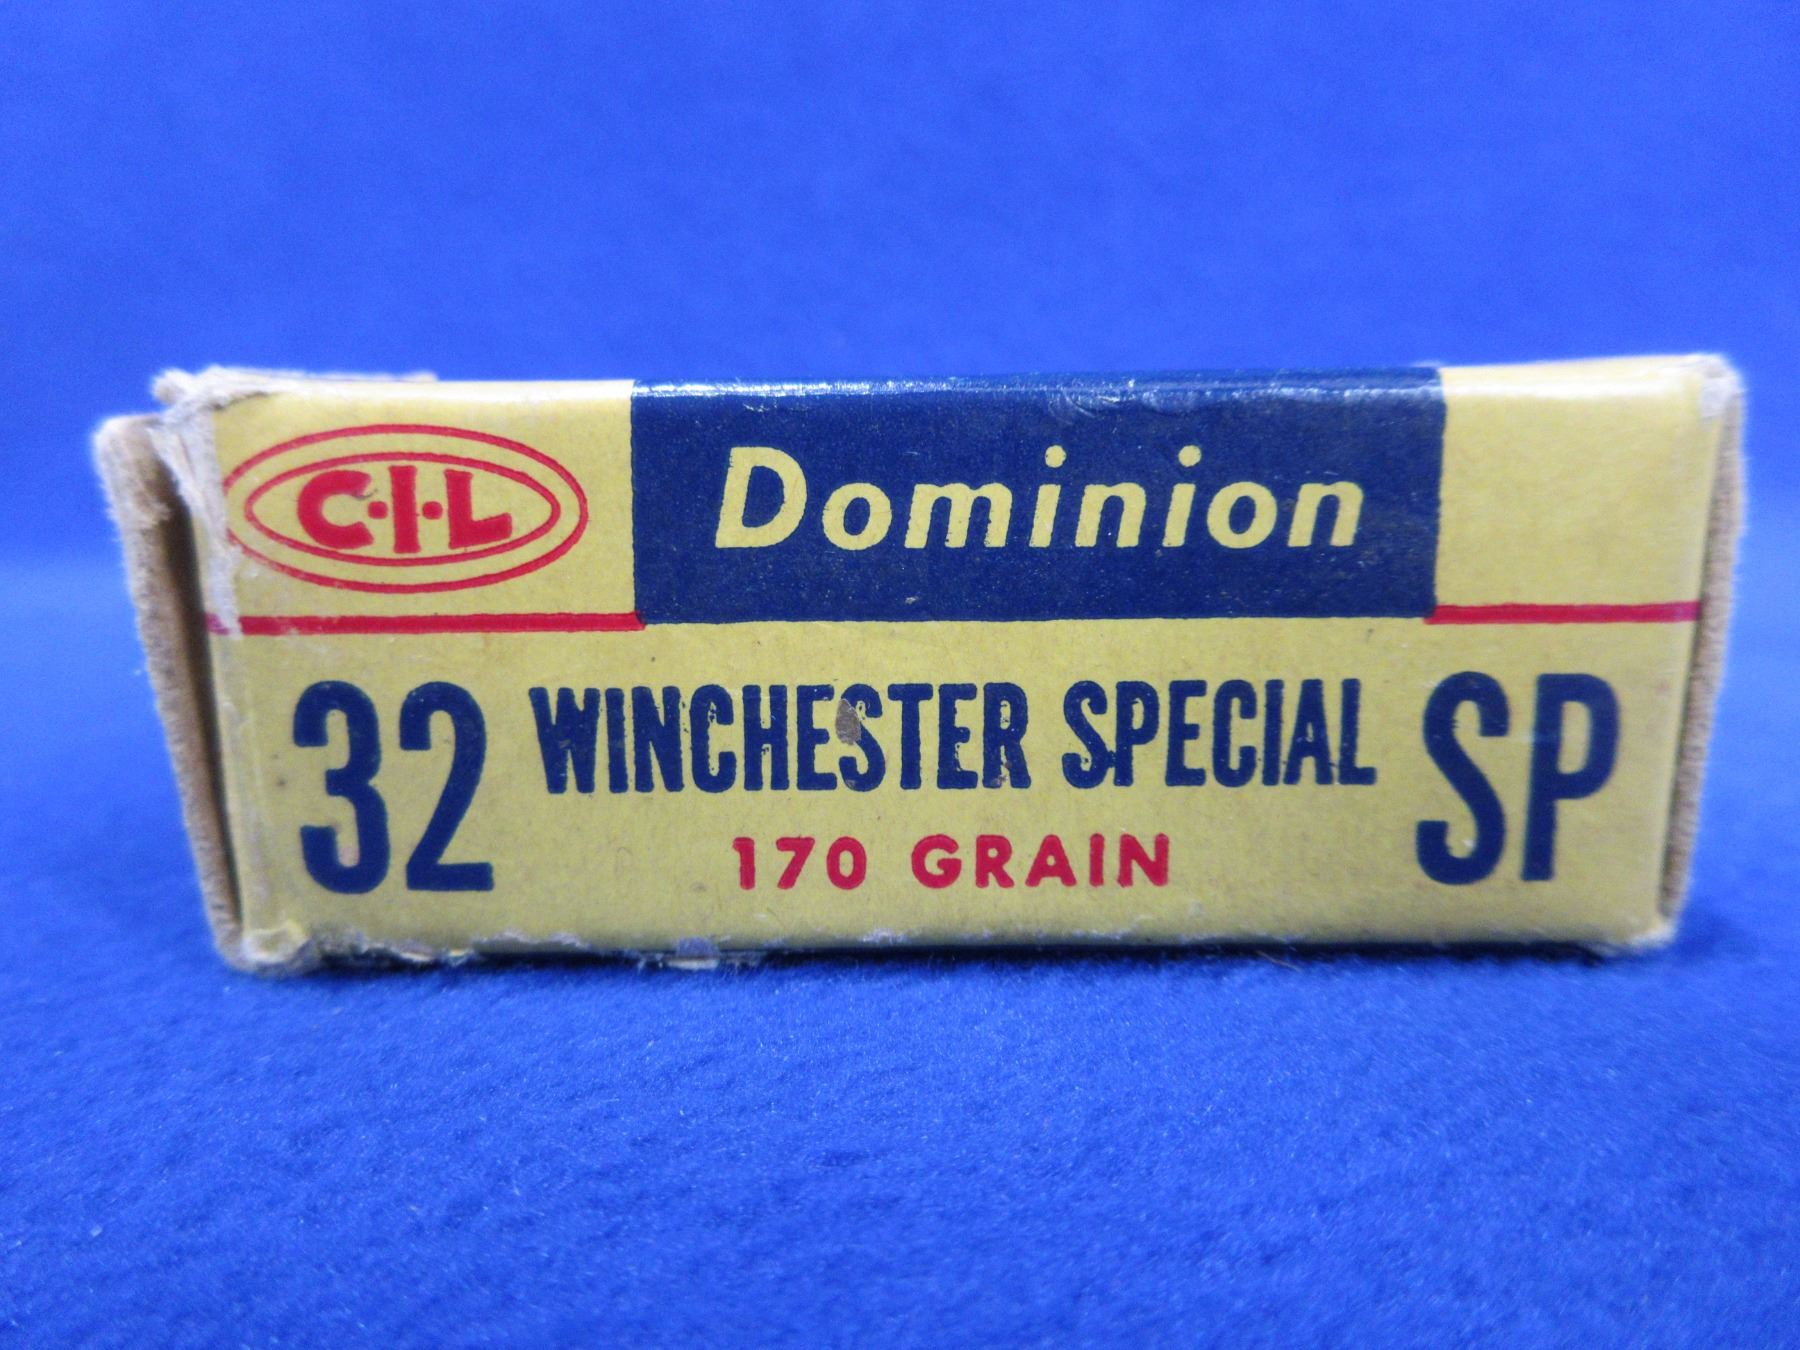 C·I·L Dominion
32 WINCHESTER SPECIAL SP
170 GRAIN